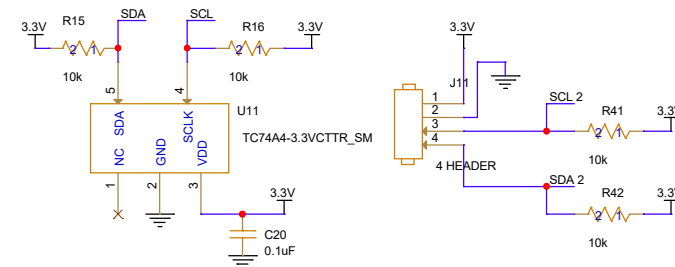 SDA
SCL
3.3V
R15
R16
3.3V
2 1
2 1
10k
10k
5
4
U11
SDA
SCLK
TC74A4-3.3VCTTR_SM
NC
GND
VDD
1
2
3
3.3V
C20
0.1uF
3.3V
J11
1
2
3
4
4 HEADER
SCL 2
R41
3.3V
2 1
10k
SDA 2
R42
3.3V
2 1
10k